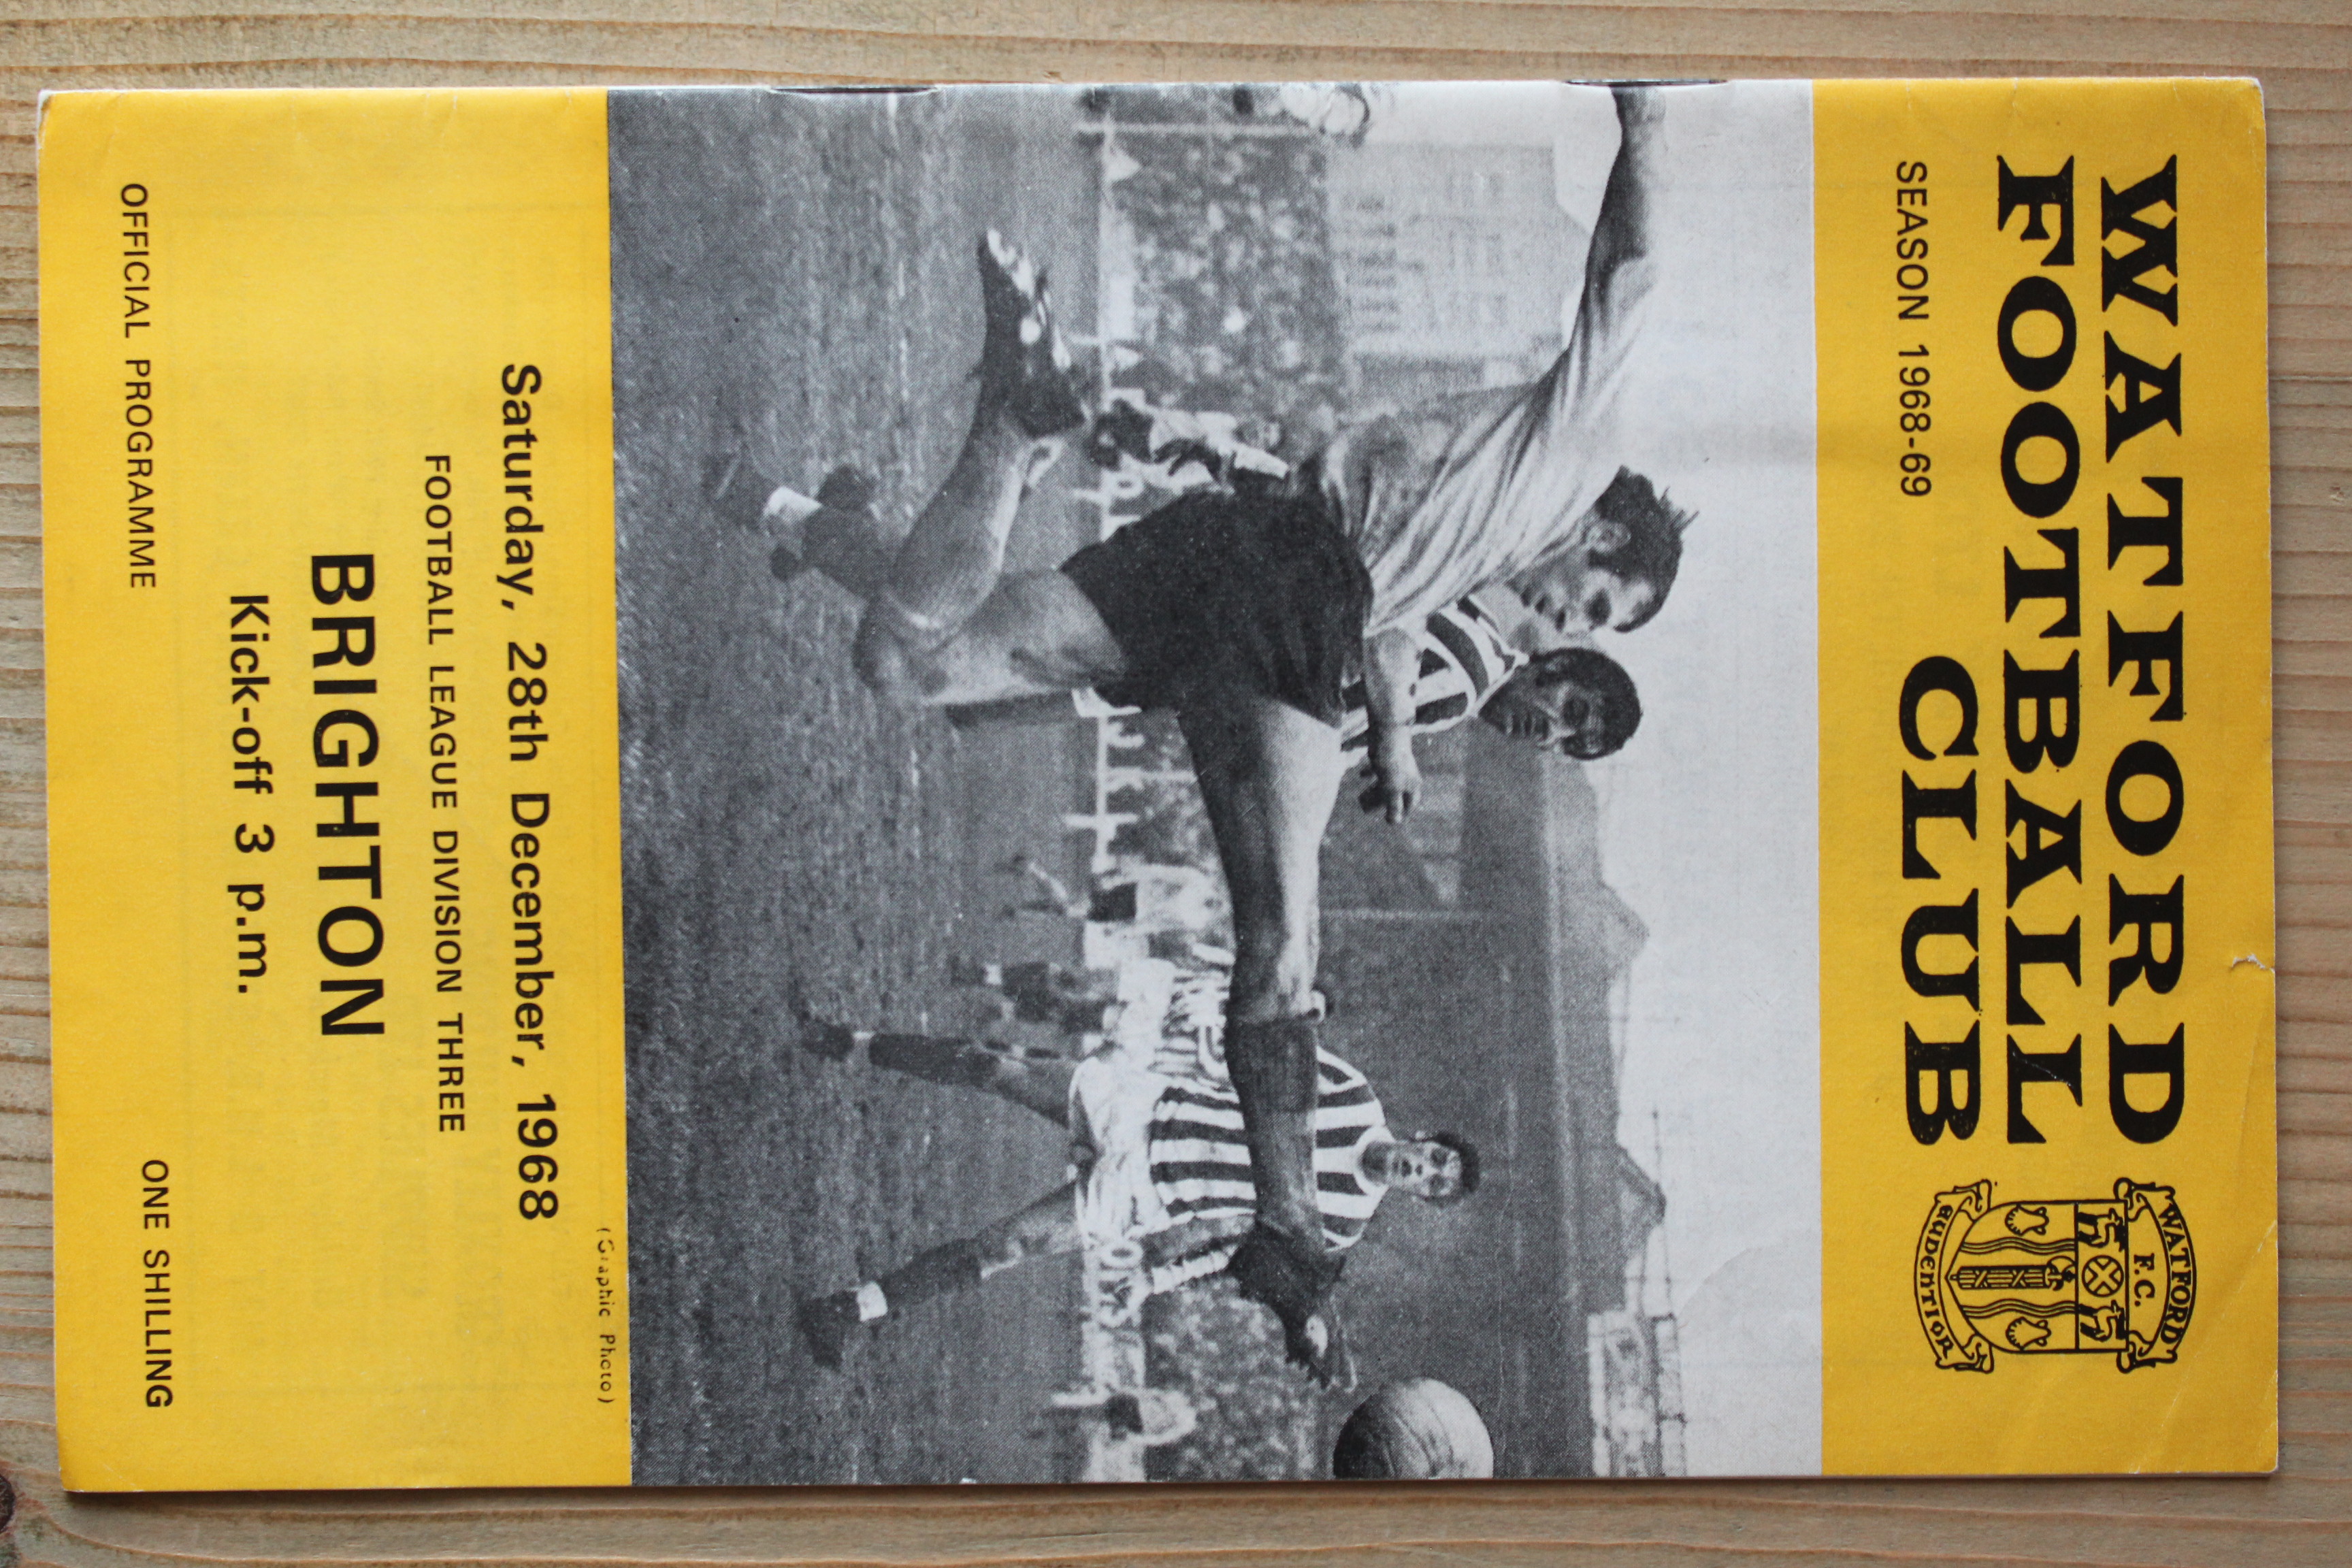 WATFORD
FOOTBALL
SEASON 1968-69
CLUB
WATFORD
F.C.
AUDENTIOR
(Graphic Photo)
Saturday, 28th December, 1968
FOOTBALL LEAGUE DIVISION THREE
BRIGHTON
Kick-off 3 p.m.
OFFICIAL PROGRAMME
ONE SHILLING